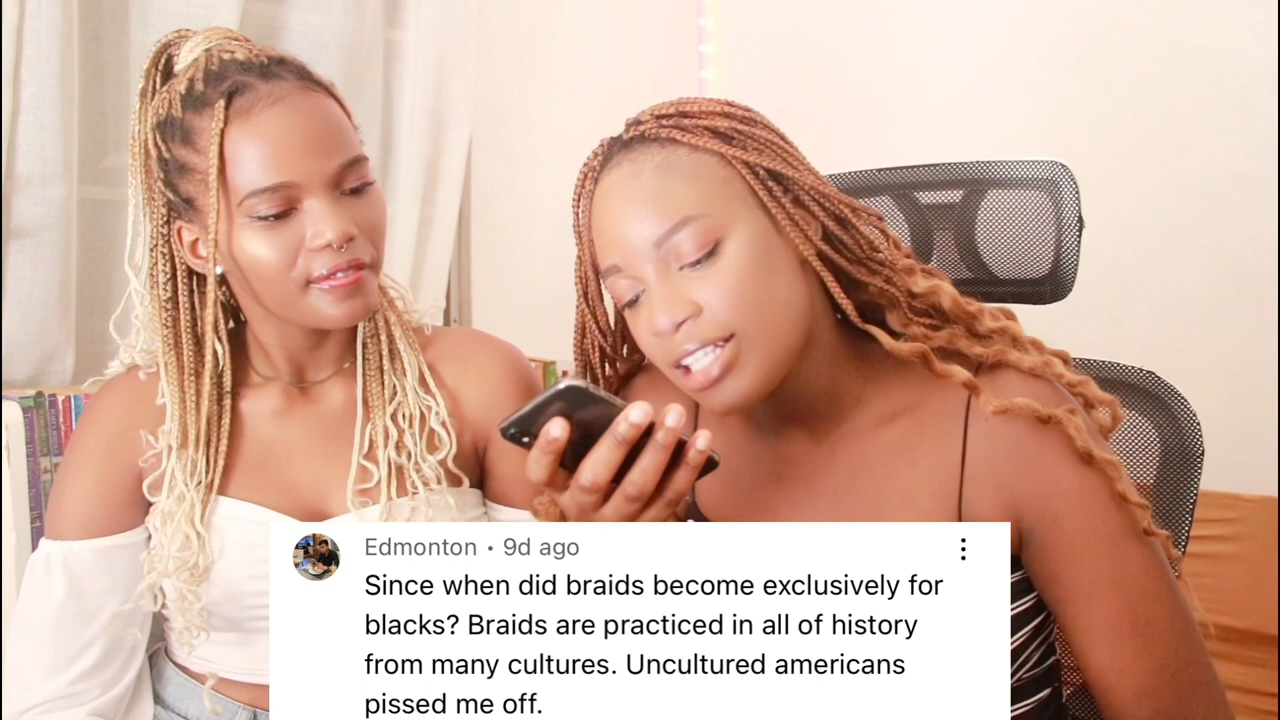 Edmonton • 9d ago
Since when did braids become exclusively for
blacks? Braids are practiced in all of history
from many cultures. Uncultured americans
pissed me off.